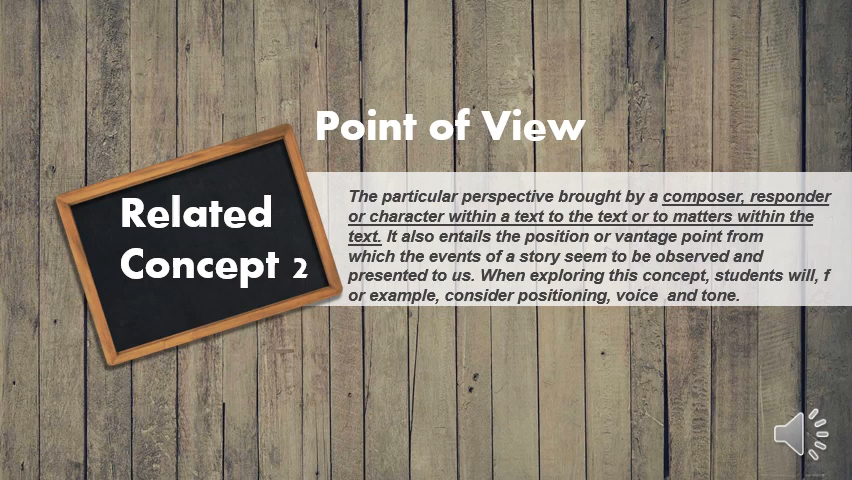 Point of View
Related
Concept 2
The particular perspective brought by a composer, responder
or character within a text to the text or to matters within the
text. It also entails the position or vantage point from
which the events of a story seem to be observed and
presented to us. When exploring this concept, students will, f
or example, consider positioning, voice  and tone.